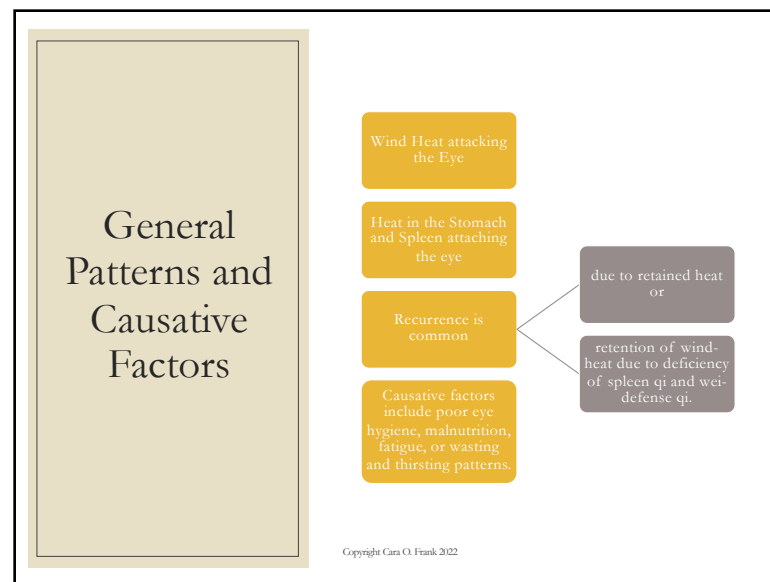 General
Patterns and
Causative
Factors
Wind Heat attacking
the Eye
Heat in the Stomach
and Spleen attaching
the eye
Recurrence is
common
due to retained heat
or
retention of wind-
heat due to deficiency
of spleen qi and wei-
defense qi.
Causative factors
include poor eye
hygiene, malnutrition,
fatigue, or wasting
and thirsting patterns.
Copyright Cara O. Frank 2022